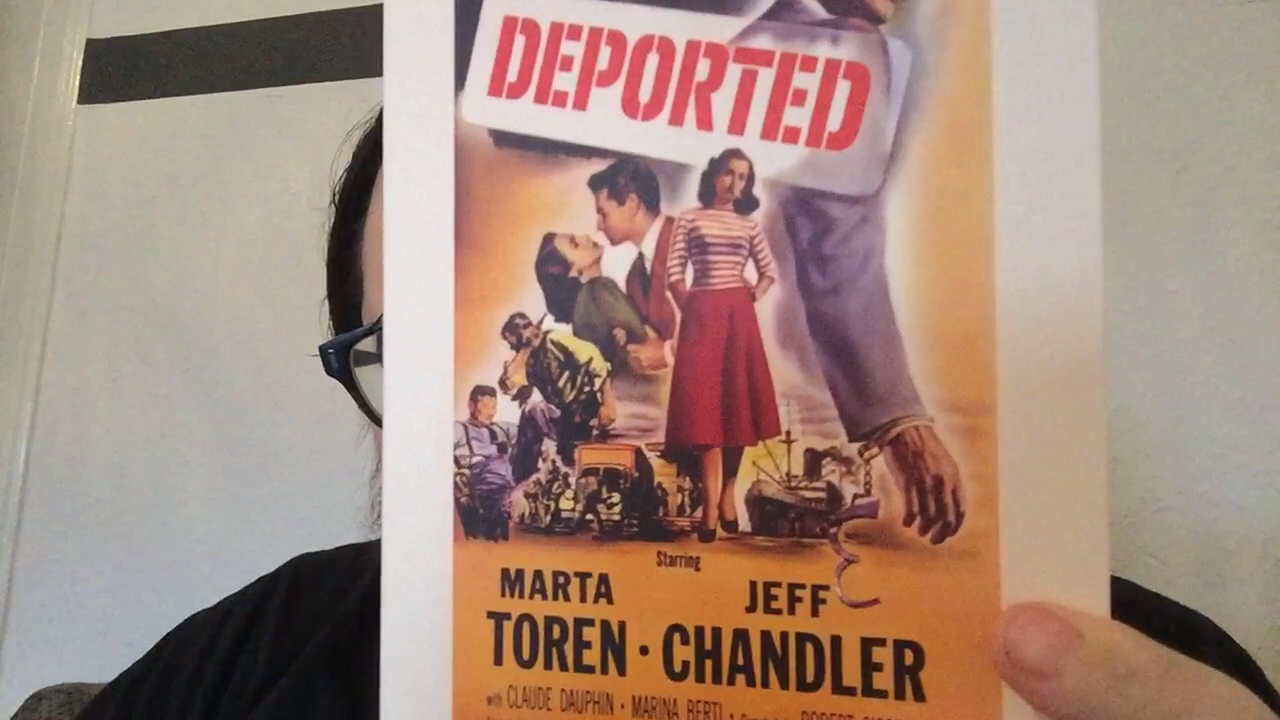 DEPORTED
Starring
MARTA JEFF
TOREN · CHANDLER
with CLAUDE DAUPHIN · MARINA BERTI ·